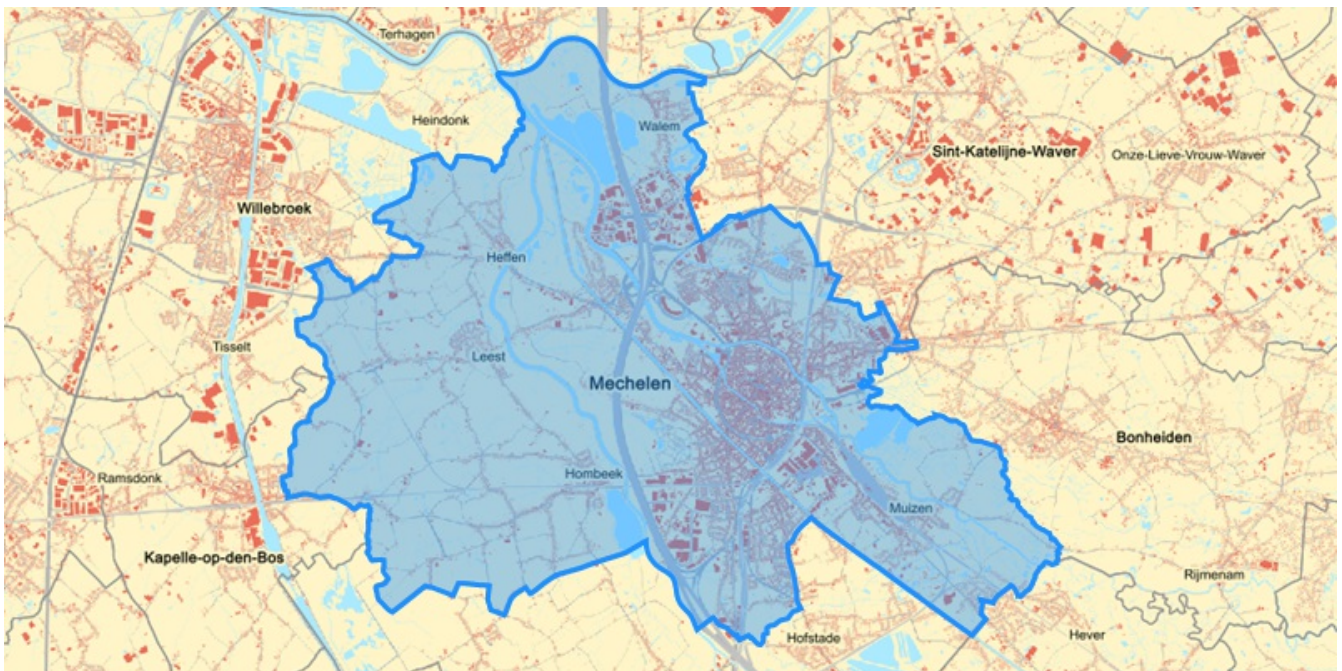 Terhagen
Heindonk
Walem
Sint-Katelijne-Waver
Onze-Lieve-Vrouw-Waver
Willebroek
Heffen
Tisselt
Leest
Mechelen
Bonheiden
Hombeek
Ramsdonk
Muizen
Kapelle-op-den-Bos
Rijmenam
Hofstade
Hever